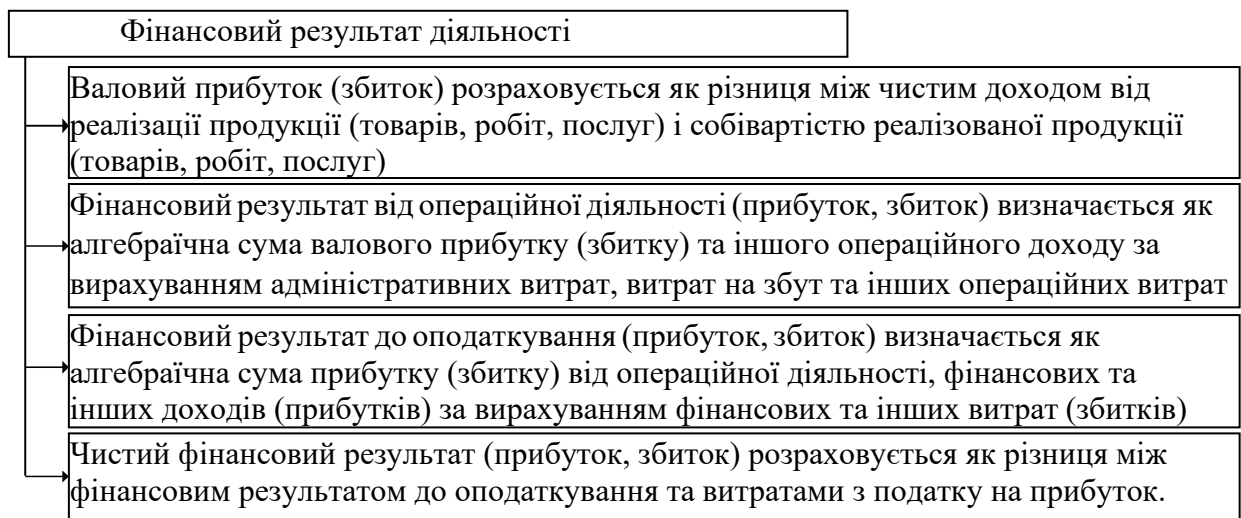 Фінансовий результат діяльності
Валовий прибуток (збиток) розраховується як різниця між чистим доходом від
реалізації продукції (товарів, робіт, послуг) і собівартістю реалізованої продукції
(товарів, робіт, послуг)
Фінансовий результат від операційної діяльності (прибуток, збиток) визначається як
алгебраїчна сума валового прибутку (збитку) та іншого операційного доходу за
вирахуванням адміністративних витрат, витрат на збут та інших операційних витрат
Фінансовий результат до оподаткування (прибуток, збиток) визначається як
алгебраїчна сума прибутку (збитку) від операційної діяльності, фінансових та
інших доходів (прибутків) за вирахуванням фінансових та інших витрат (збитків)
Чистий фінансовий результат (прибуток, збиток) розраховується як різниця між
фінансовим результатом до оподаткування та витратами з податку на прибуток.